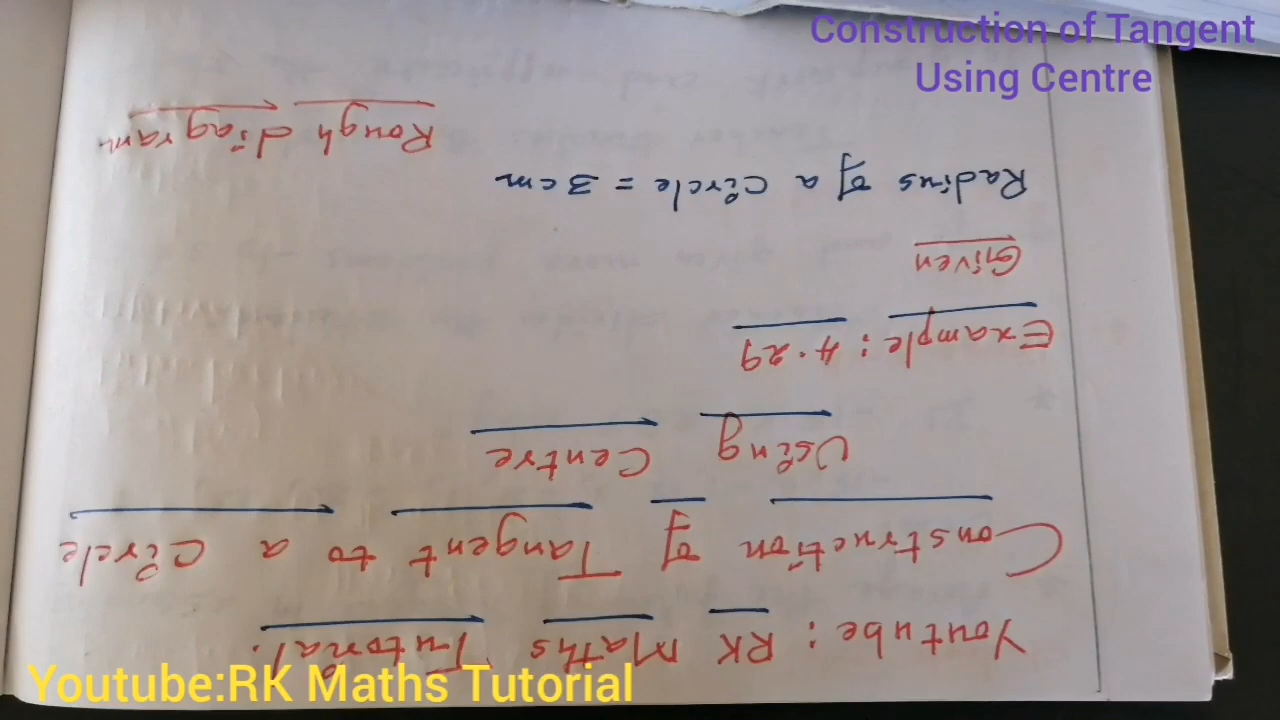 Construction of Tangent
Using Centre
Youtube: RK Maths Tutorial.
Construction of Tangent to a Circle
Using Centre
Example: 4.29
Given
Radius of a Circle = 3cm
Rough diagram
Youtube:RK Maths Tutorial